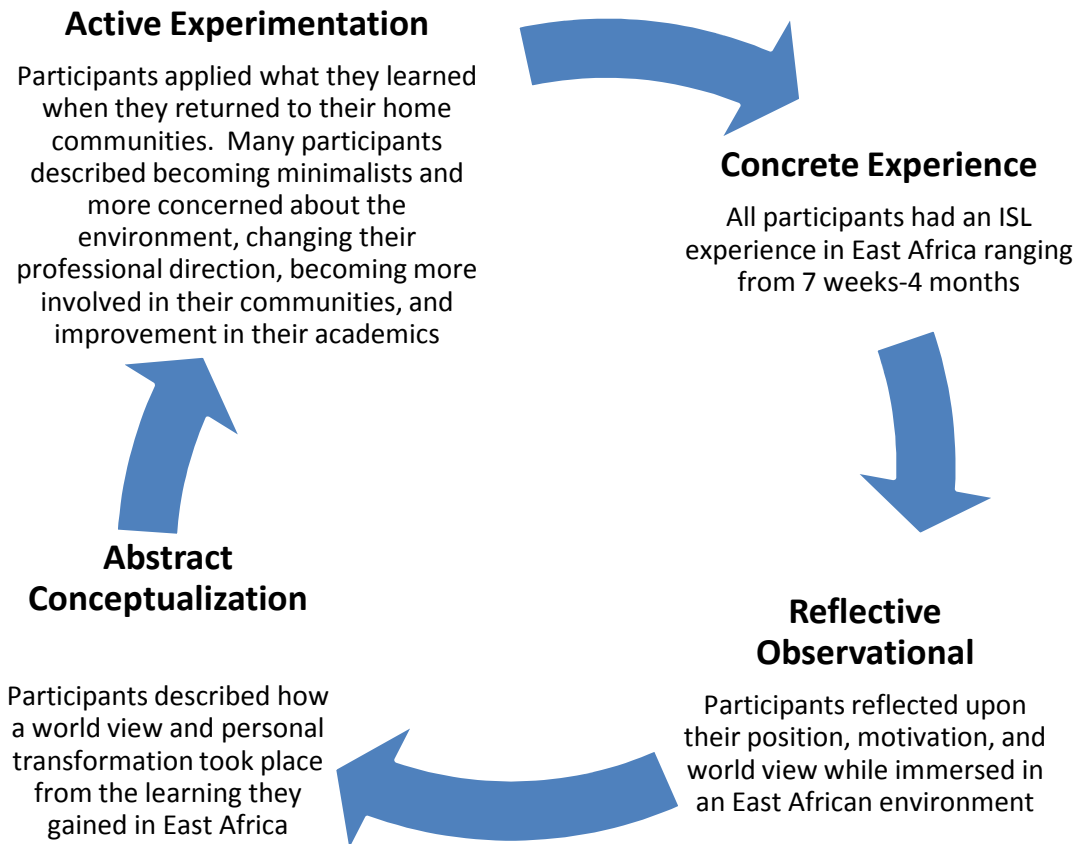 Active Experimentation
Participants applied what they learned
when they returned to their home
communities.  Many participants
described becoming minimalists and
more concerned about the
environment, changing their
professional direction, becoming more
involved in their communities, and
improvement in their academics
Concrete Experience
All participants had an ISL
experience in East Africa ranging
from 7 weeks-4 months
Reflective
Observational
Participants reflected upon
their position, motivation, and
world view while immersed in
an East African environment
Abstract
Conceptualization
Participants described how
a world view and personal
transformation took place
from the learning they
gained in East Africa